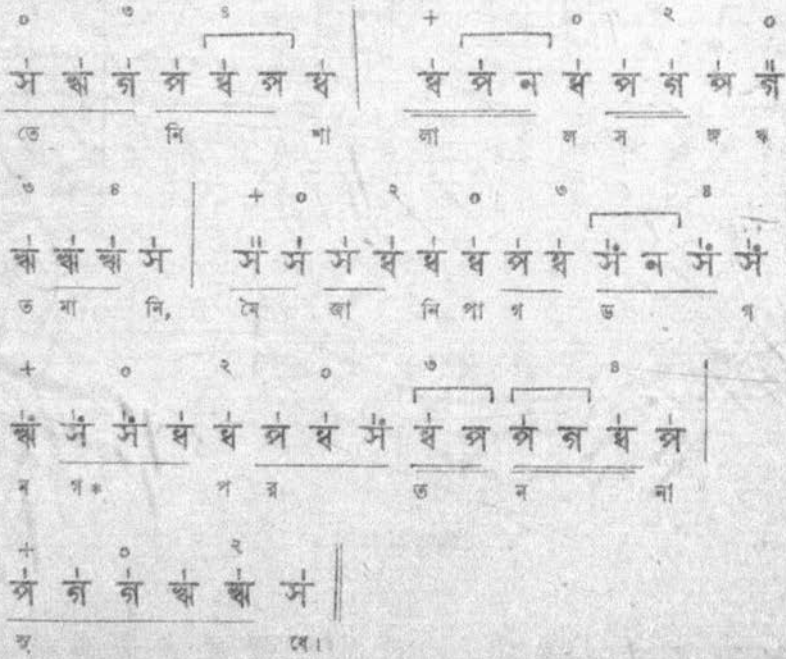 ০ ৩ ৪ + ০ ২ ০
স ঋ গ প ধ প ধ | ধ প ন ধ প গ প গ
তে নি শা লা ল স ঙ্গ ঋ
৩ ৪ + ০ ২ ০ ৩ ৪
ঋ ঋ ঋ স | স স স ধ ধ ধ প ধ র্স ন র্স র্স
ত মা নি, মৈ জা নি পা গ ড গ
+ ০ ২ ০ ৩ ৪
ঋ র্স র্স ধ ধ প ধ র্স ধ প প গ ধ প |
ন গ* প র ত ন না
+ ০ ২
প গ গ ঋ ঋ স ||
ধে।